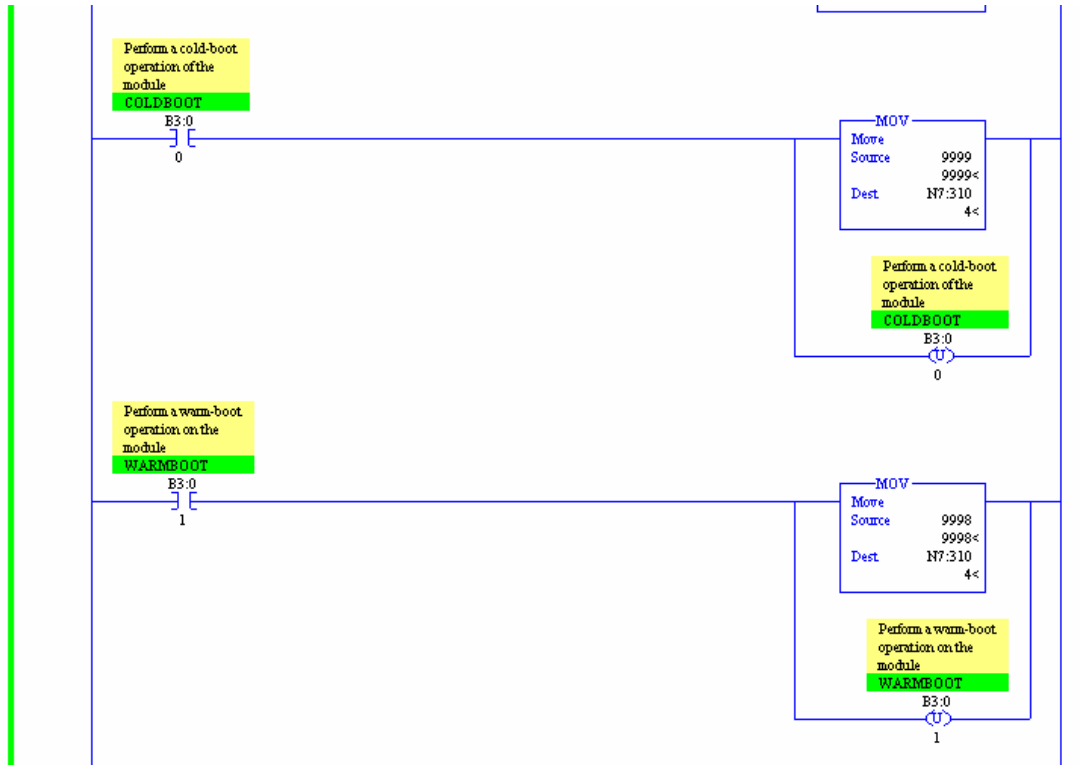 Perform a cold-boot
operation of the
module
COLDBOOT
B3:0
0
MOV
Move
Source 9999
9999<
Dest N7:310
4<
Perform a cold-boot
operation of the
module
COLDBOOT
B3:0
U
0
Perform a warm-boot
operation on the
module
WARMBOOT
B3:0
1
MOV
Move
Source 9998
9998<
Dest N7:310
4<
Perform a warm-boot
operation on the
module
WARMBOOT
B3:0
U
1